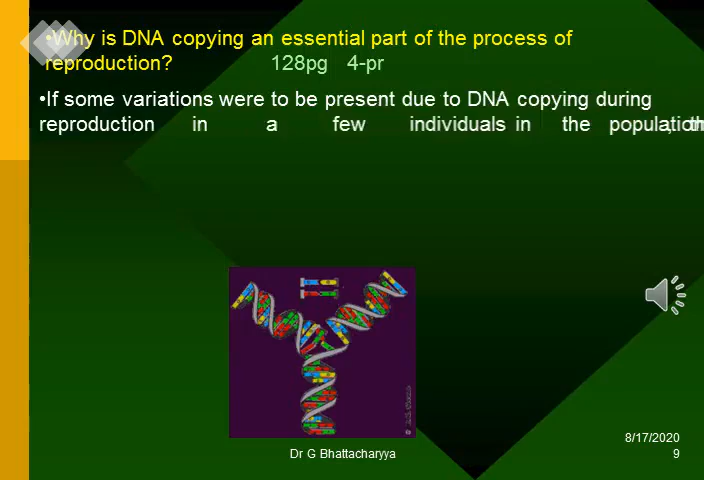 •Why is DNA copying an essential part of the process of
reproduction? 128pg 4-pr
•If some variations were to be present due to DNA copying during
reproduction in a few individuals in the population, th
8/17/2020
Dr G Bhattacharyya 9